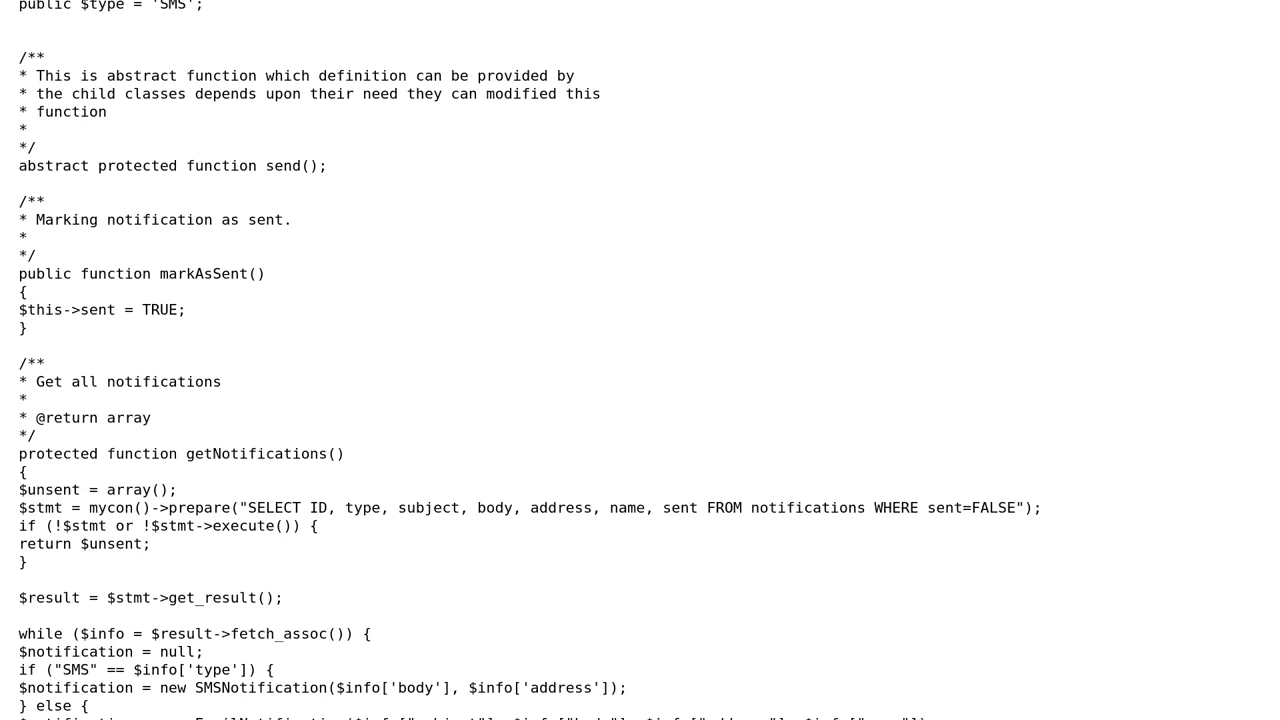 public $type = 'SMS';
/**
* This is abstract function which definition can be provided by
* the child classes depends upon their need they can modified this
* function
*
*/
abstract protected function send();
/**
* Marking notification as sent.
*
*/
public function markAsSent()
{
$this->sent = TRUE;
}
/**
* Get all notifications
*
* @return array
*/
protected function getNotifications()
{
$unsent = array();
$stmt = mycon()->prepare("SELECT ID, type, subject, body, address, name, sent FROM notifications WHERE sent=FALSE");
if (!$stmt or !$stmt->execute()) {
return $unsent;
}
$result = $stmt->get_result();
while ($info = $result->fetch_assoc()) {
$notification = null;
if ("SMS" == $info['type']) {
$notification = new SMSNotification($info['body'], $info['address']);
} else {